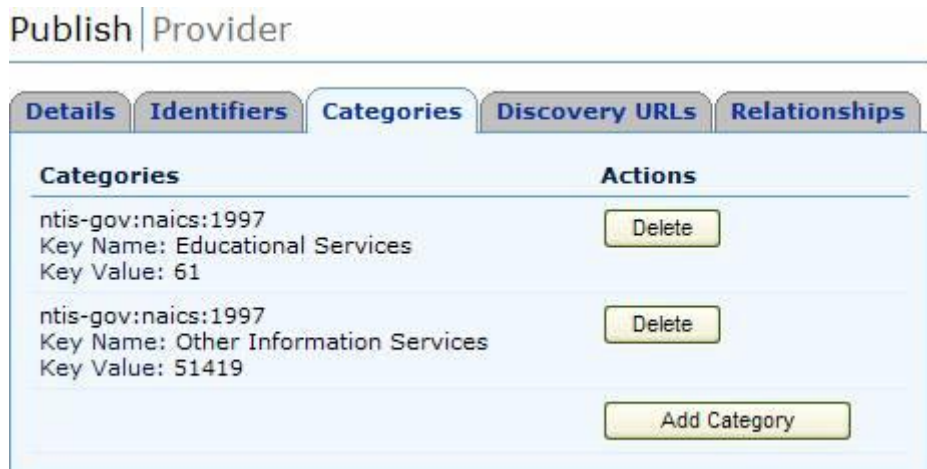 Publish Provider
Details Identifiers Categories Discovery URLs Relationships
Categories Actions
ntis-gov:naics:1997
Key Name: Educational Services
Key Value: 61
Delete
ntis-gov:naics:1997
Key Name: Other Information Services
Key Value: 51419
Delete
Add Category